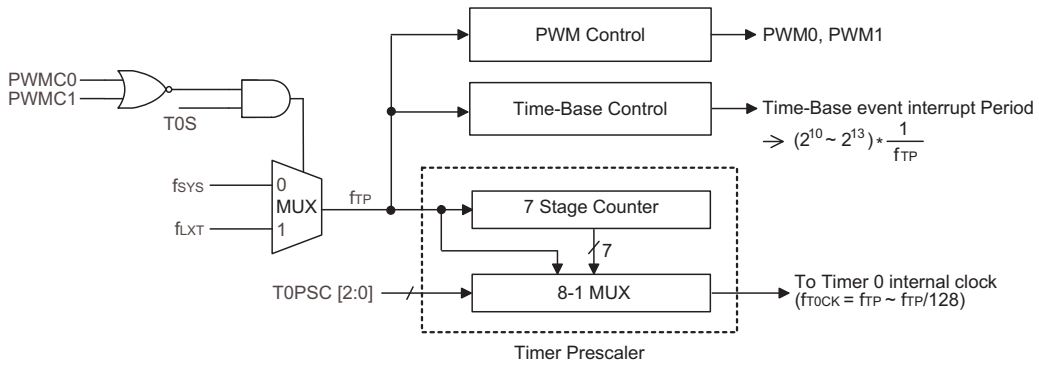 PWM Control
PWM0, PWM1
PWMC0
PWMC1
T0S
Time-Base Control
Time-Base event interrupt Period
→ (2^10 ~ 2^13) * 1/fTP
fSYS
0
MUX
fLXT
1
fTP
7 Stage Counter
7
T0PSC [2:0]
8-1 MUX
To Timer 0 internal clock
(fT0CK = fTP ~ fTP/128)
Timer Prescaler